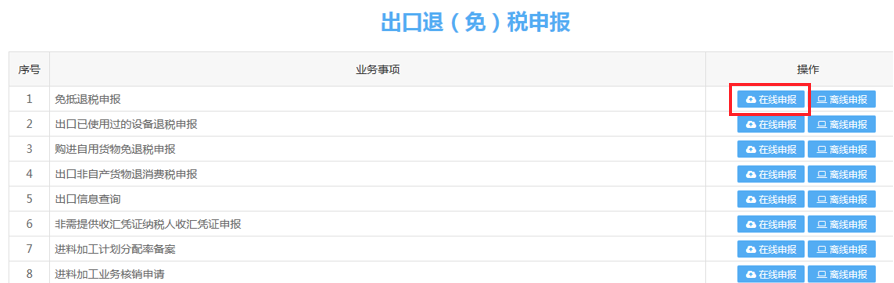 出口退（免）税申报
序号 业务事项 操作
1 免抵退税申报 在线申报 离线申报
2 出口已使用过的设备退税申报 在线申报 离线申报
3 购进自用货物免退税申报 在线申报 离线申报
4 出口非自产货物退消费税申报 在线申报 离线申报
5 出口信息查询 在线申报 离线申报
6 非需提供收汇凭证纳税人收汇凭证申报 在线申报 离线申报
7 进料加工计划分配率备案 在线申报 离线申报
8 进料加工业务核销申请 在线申报 离线申报